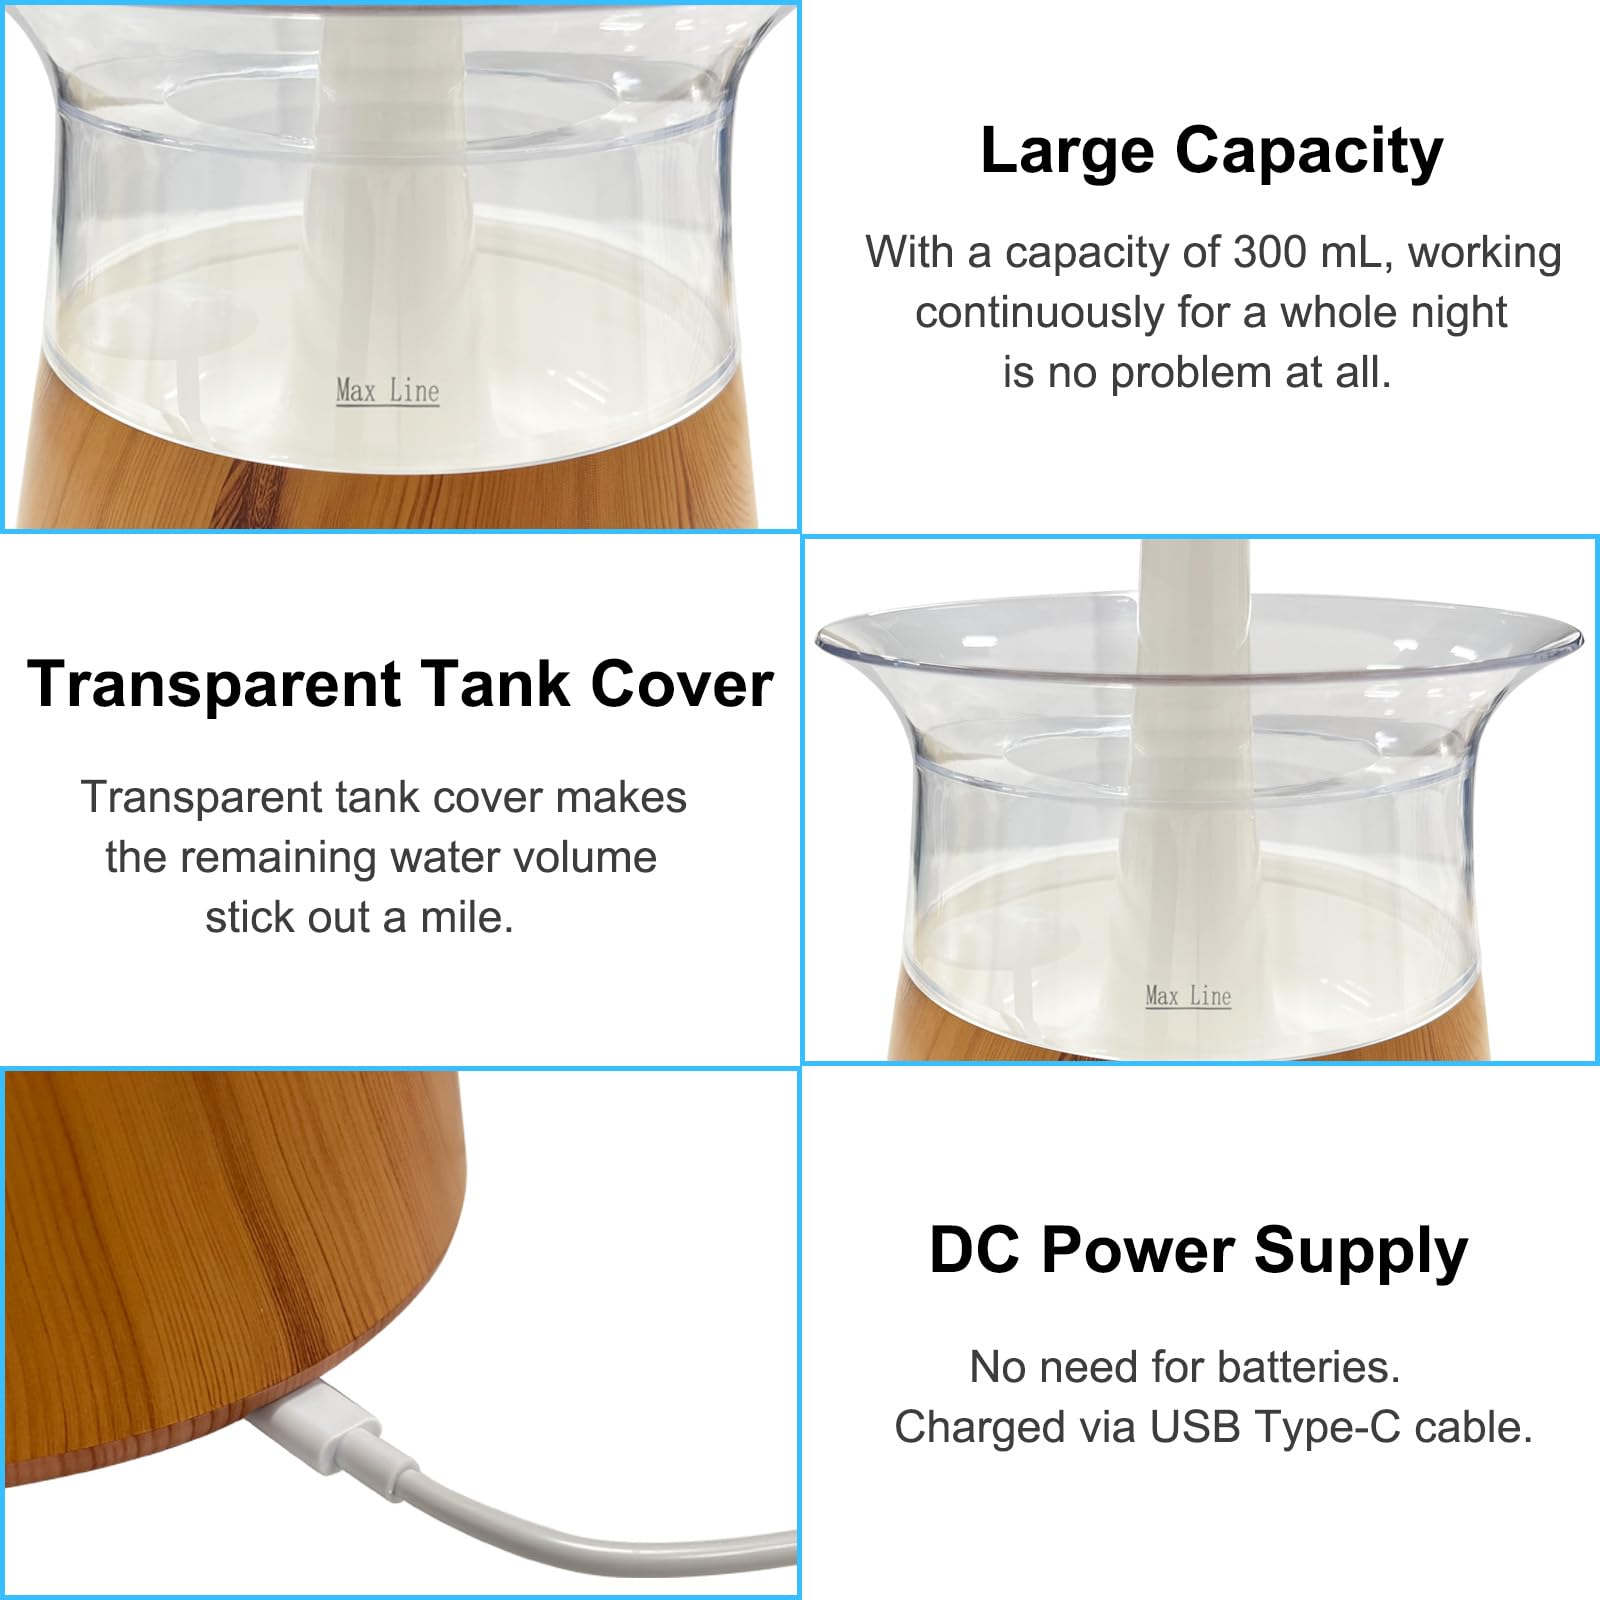 Max Line
Large Capacity
With a capacity of 300 mL, working
continuously for a whole night
is no problem at all.
Transparent Tank Cover
Transparent tank cover makes
the remaining water volume
stick out a mile.
Max Line
DC Power Supply
No need for batteries.
Charged via USB Type-C cable.